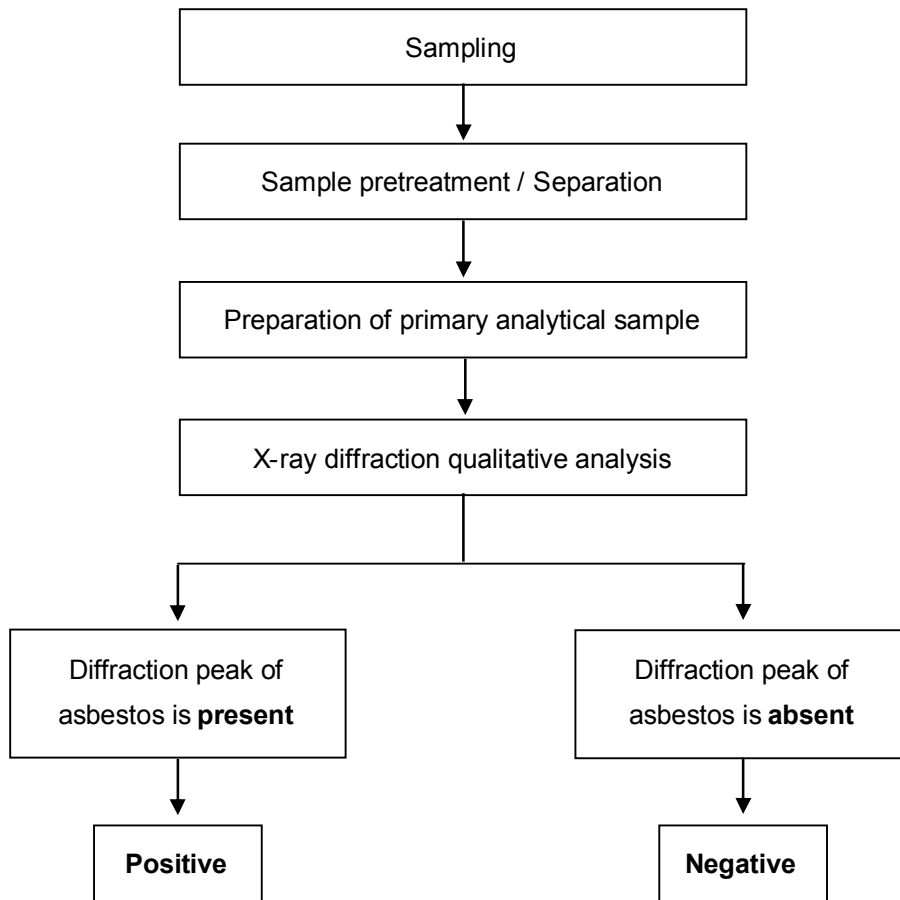 Sampling
Sample pretreatment / Separation
Preparation of primary analytical sample
X-ray diffraction qualitative analysis
Diffraction peak of
asbestos is present
Diffraction peak of
asbestos is absent
Positive
Negative